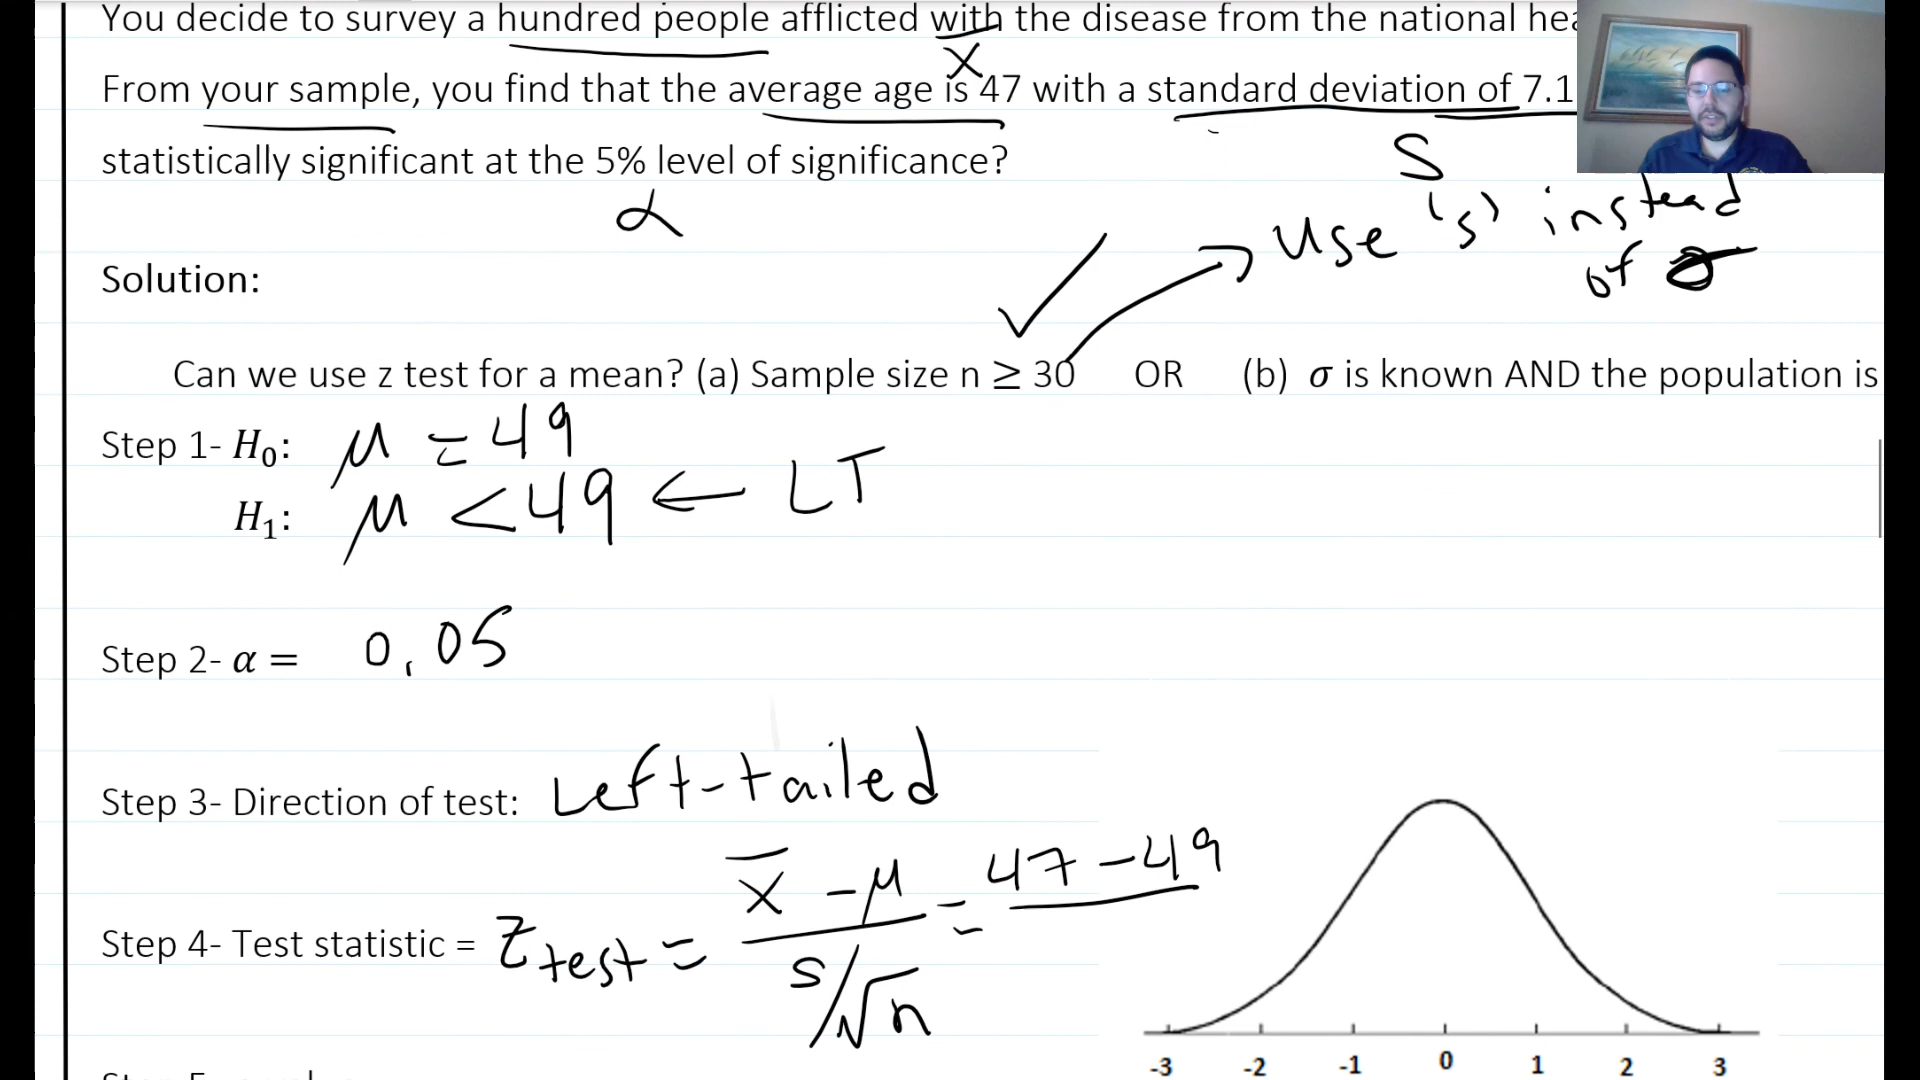 You decide to survey a hundred people afflicted with the disease from the national hea
x̄
From your sample, you find that the average age is 47 with a standard deviation of 7.1
s
statistically significant at the 5% level of significance?
α
Use 's' instead
of σ
Solution:
Can we use z test for a mean? (a) Sample size n ≥ 30 OR (b) σ is known AND the population is
Step 1- H₀: μ = 49
H₁: μ < 49 ← LT
Step 2- α = 0.05
Step 3- Direction of test: Left-tailed
Step 4- Test statistic = z test = x̄ - μ / s/√n = 47 - 49
-3 -2 -1 0 1 2 3